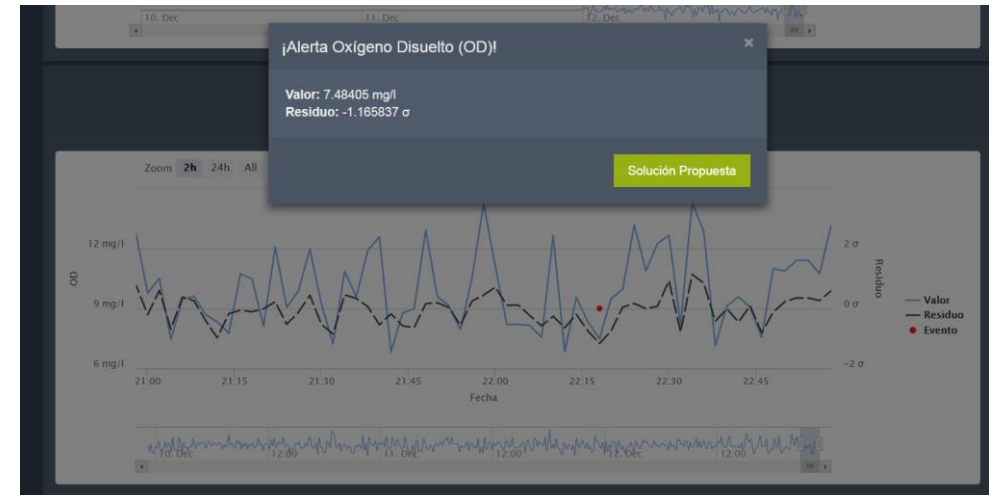 10. Dec 11. Dec 12. Dec
¡Alerta Oxígeno Disuelto (OD)! ×
Valor: 7.48405 mg/l
Residuo: -1.165837 σ
Solución Propuesta
Zoom 2h 24h All
12 mg/l 2 σ
9 mg/l 0 σ
6 mg/l -2 σ
OD
Residuo
Valor
Residuo
Evento
21:00 21:15 21:30 21:45 22:00 22:15 22:30 22:45
Fecha
10. Dec 12:00 11. Dec 12:00 12. Dec 12:00